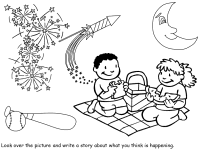 Look over the picture and write a story about what you think is happening.